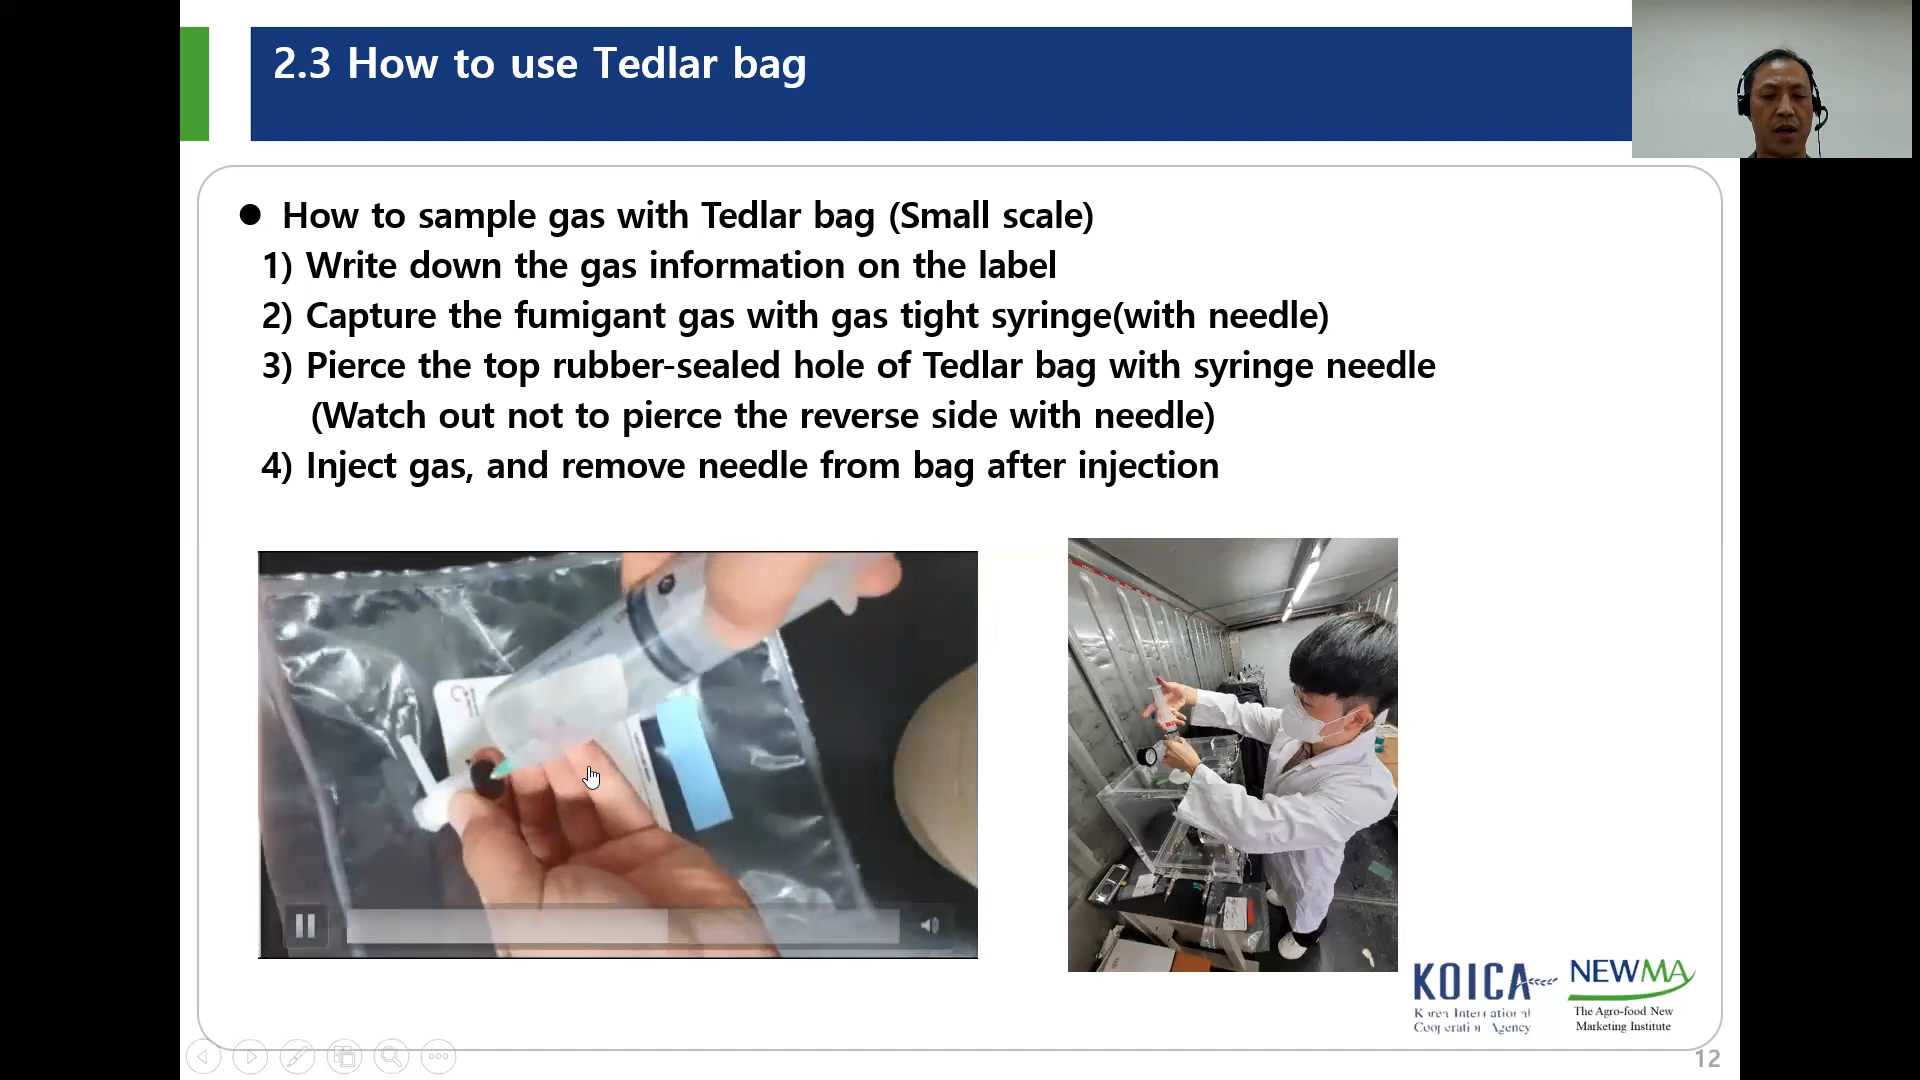 2.3 How to use Tedlar bag
● How to sample gas with Tedlar bag (Small scale)
1) Write down the gas information on the label
2) Capture the fumigant gas with gas tight syringe(with needle)
3) Pierce the top rubber-sealed hole of Tedlar bag with syringe needle
(Watch out not to pierce the reverse side with needle)
4) Inject gas, and remove needle from bag after injection
KOICA
Korea International
Cooperation Agency
NEWMA
The Agro-food New
Marketing Institute
12